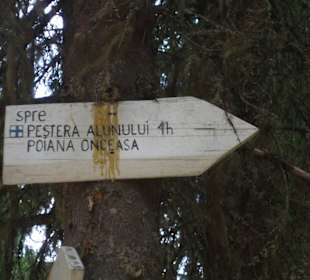 spre
PEȘTERA ALUNULUI 1h
POIANA ONCEASA